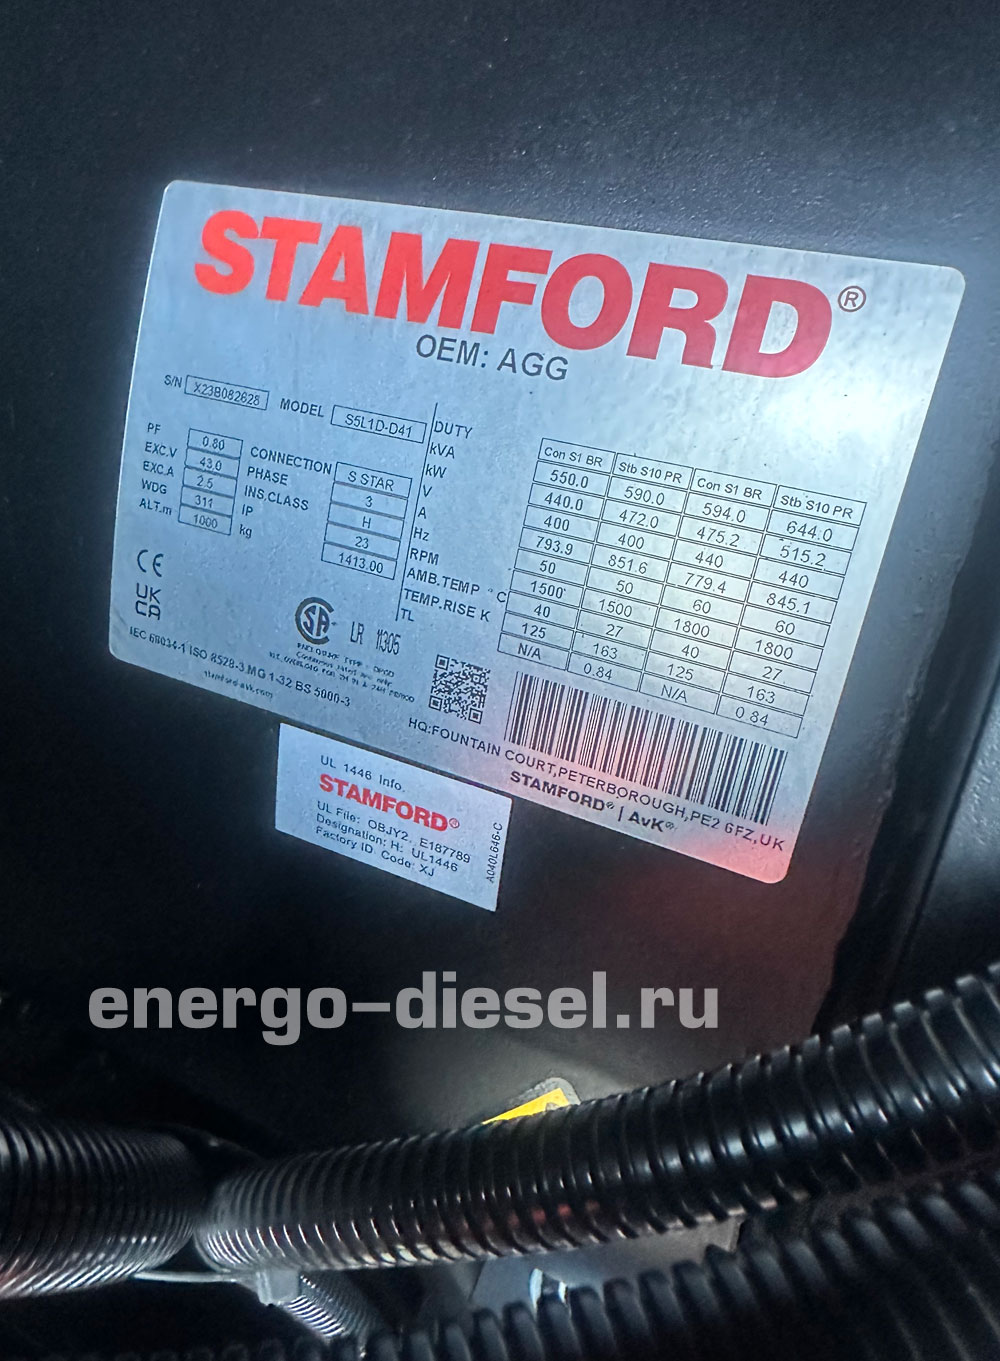 STAMFORD®
OEM: AGG
S/N X23B082628 MODEL S5L1D-D41
PF 0.80 CONNECTION S STAR
EXC.V 43.0 PHASE 3
EXC.A 2.5 INS.CLASS H
WDG 311 IP 23
ALT.m 1000 kg 1413.00
DUTY Con S1 BR Stb S10 PR Con S1 BR Stb S10 PR
kVA 550.0 590.0 594.0 644.0
kW 440.0 472.0 475.2 515.2
V 400 400 440 440
A 793.9 851.6 779.4 845.1
Hz 50 50 60 60
RPM 1500 1500 1800 1800
AMB.TEMP °C 40 27 40 27
TEMP.RISE K 125 163 125 163
TL N/A 0.84 N/A 0.84
CE
UK
CA
SA LR 11305
IEC 60034-1 ISO 8528-3 MG 1-32 BS 5000-3
stamford-avk.com
HQ:FOUNTAIN COURT,PETERBOROUGH,PE2 6FZ,UK
STAMFORD® | AvK®
UL 1446 Info.
STAMFORD®
UL File: OBJY2. E187789
Designation: H: UL1446
Factory ID Code: XJ
A040L646-C
energo-diesel.ru